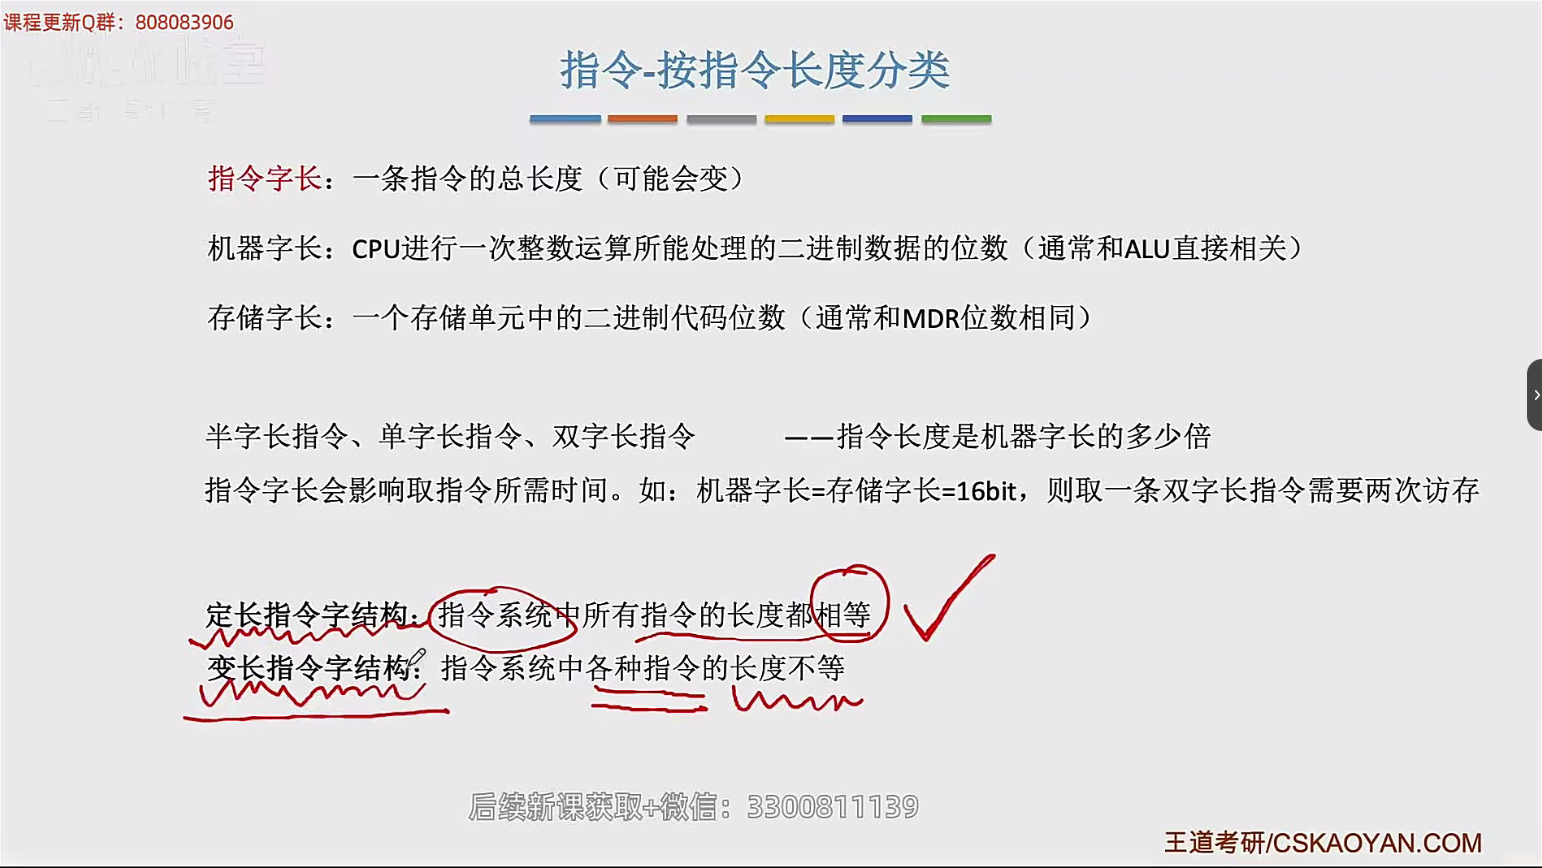 课程更新Q群：808083906
指令-按指令长度分类
指令字长：一条指令的总长度（可能会变）
机器字长：CPU进行一次整数运算所能处理的二进制数据的位数（通常和ALU直接相关）
存储字长：一个存储单元中的二进制代码位数（通常和MDR位数相同）
半字长指令、单字长指令、双字长指令 ——指令长度是机器字长的多少倍
指令字长会影响取指令所需时间。如：机器字长=存储字长=16bit，则取一条双字长指令需要两次访存
定长指令字结构：指令系统中所有指令的长度都相等
变长指令字结构：指令系统中各种指令的长度不等
后续新课获取+微信：3300811139
王道考研/CSKAOYAN.COM